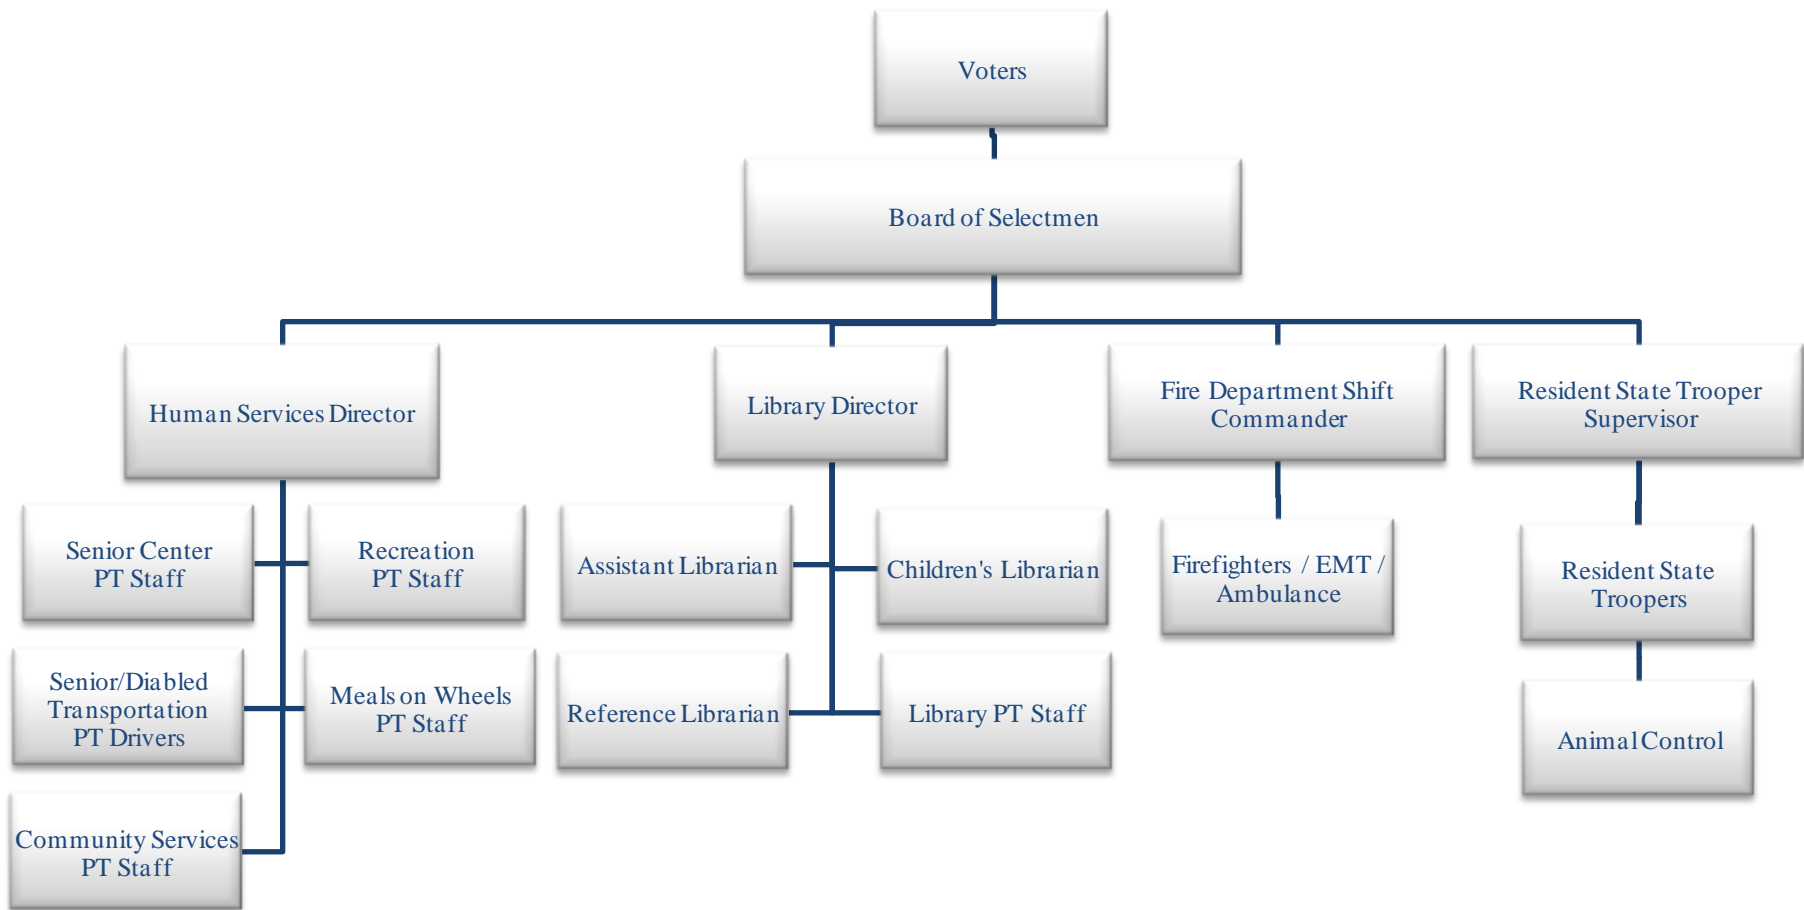 Voters
Board of Selectmen
Human Services Director
Library Director
Fire Department Shift
Commander
Resident State Trooper
Supervisor
Senior Center
PT Staff
Recreation
PT Staff
Assistant Librarian
Children's Librarian
Firefighters / EMT /
Ambulance
Resident State
Troopers
Senior/Diabled
Transportation
PT Drivers
Meals on Wheels
PT Staff
Reference Librarian
Library PT Staff
Animal Control
Community Services
PT Staff